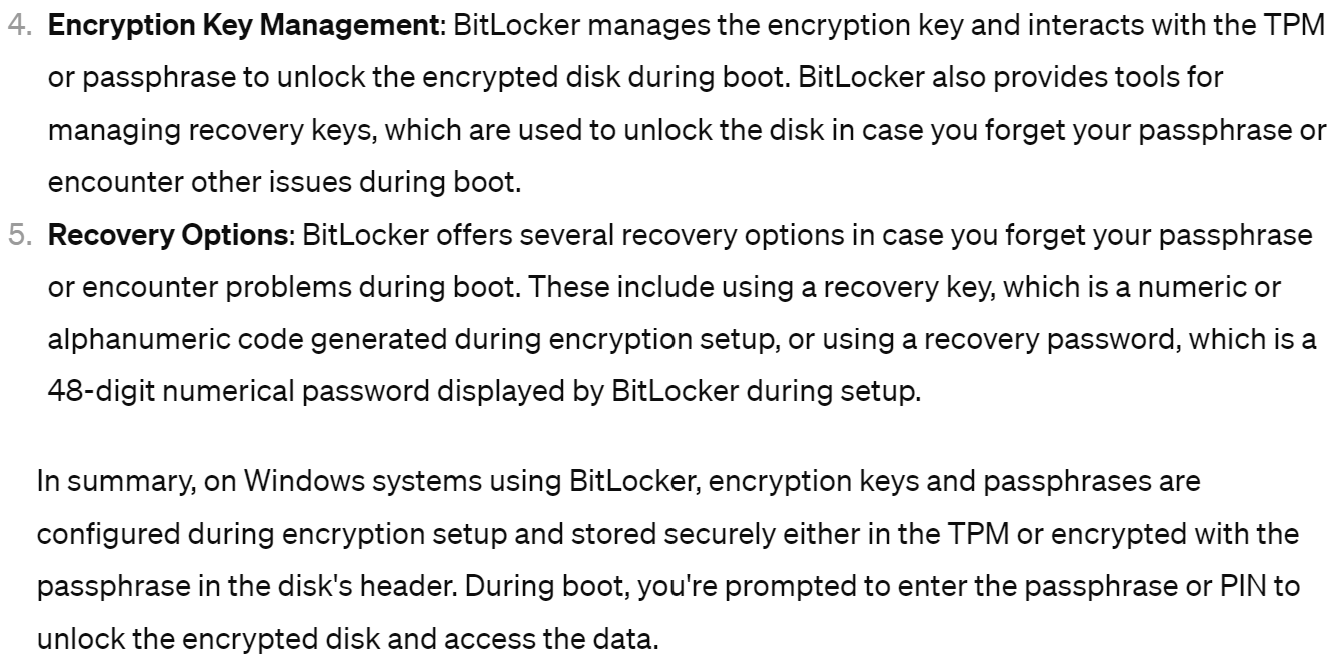 4. Encryption Key Management: BitLocker manages the encryption key and interacts with the TPM
or passphrase to unlock the encrypted disk during boot. BitLocker also provides tools for
managing recovery keys, which are used to unlock the disk in case you forget your passphrase or
encounter other issues during boot.
5. Recovery Options: BitLocker offers several recovery options in case you forget your passphrase
or encounter problems during boot. These include using a recovery key, which is a numeric or
alphanumeric code generated during encryption setup, or using a recovery password, which is a
48-digit numerical password displayed by BitLocker during setup.
In summary, on Windows systems using BitLocker, encryption keys and passphrases are
configured during encryption setup and stored securely either in the TPM or encrypted with the
passphrase in the disk's header. During boot, you're prompted to enter the passphrase or PIN to
unlock the encrypted disk and access the data.